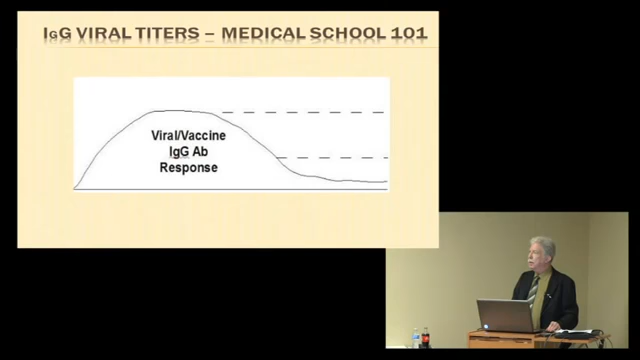 IGG VIRAL TITERS – MEDICAL SCHOOL 101
Viral/Vaccine
IgG Ab
Response